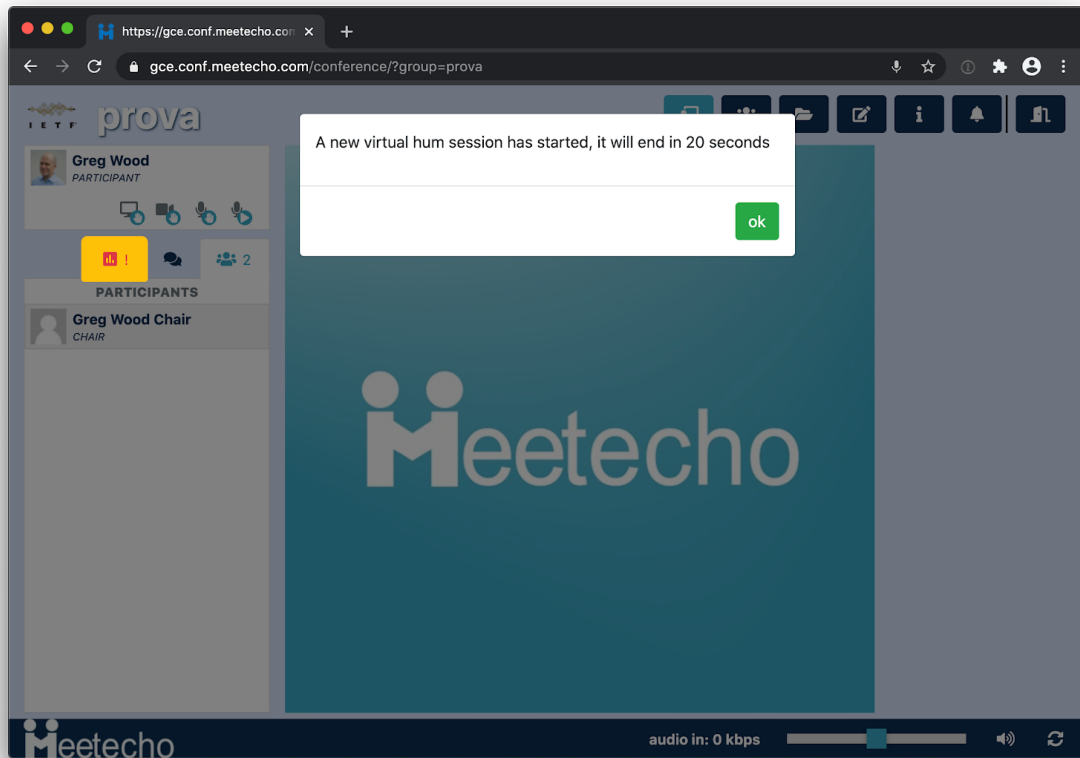 https://gce.conf.meetecho.con
gce.conf.meetecho.com/conference/?group=prova
I E T F
prova
A new virtual hum session has started, it will end in 20 seconds
ok
Greg Wood
PARTICIPANT
! 2
PARTICIPANTS
Greg Wood Chair
CHAIR
Meetecho
Meetecho
audio in: 0 kbps